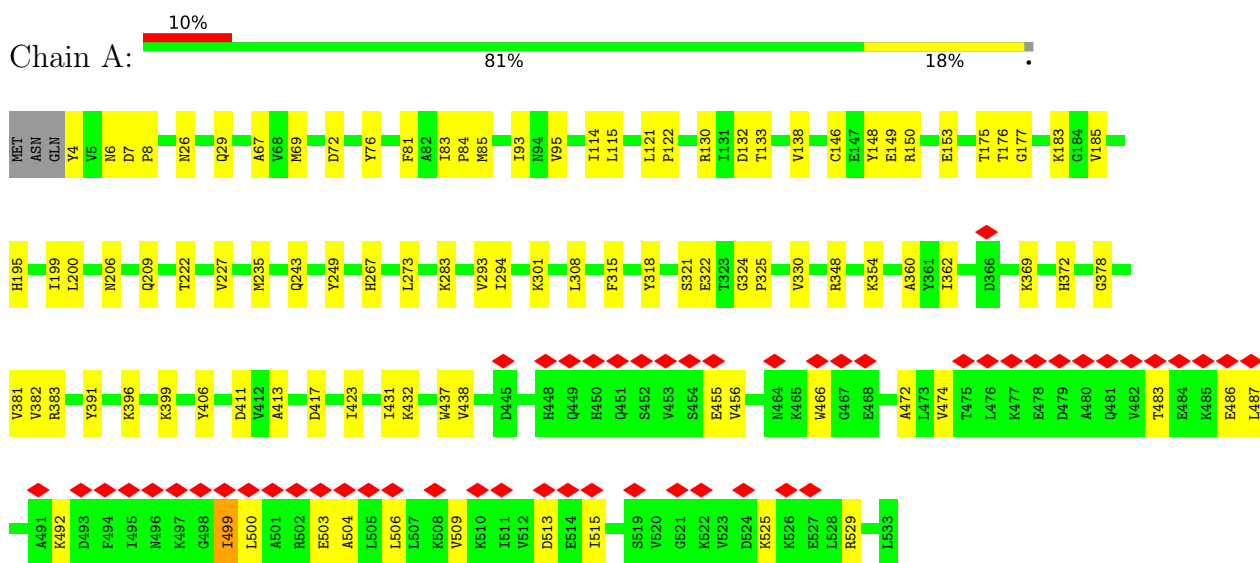 10%
Chain A:
81% 18% •
MET ASN GLN Y4 V5 N6 D7 P8 N26 Q29 A67 V68 M69 D72 Y76 F81 A82 I83 P84 M85 I93 N94 V95 I114 L115 L121 P122 R130 I131 D132 T133 V138 C146 E147 Y148 E149 R150 E153 T175 T176 G177 K183 G184 V185
H195 I199 L200 N206 Q209 T222 V227 M235 Q243 Y249 H267 L273 K283 V293 I294 K301 L308 F315 Y318 S321 E322 T323 G324 P325 V330 R348 K354 A360 Y361 I362 D366 K369 H372 G378
V381 V382 R383 Y391 K396 K399 Y406 D411 V412 A413 D417 I423 I431 K432 W437 V438 D445 H448 Q449 H450 Q451 S452 V453 S454 E455 V456 N464 K465 W466 G467 E468 A472 L473 V474 T475 L476 K477 E478 D479 A480 Q481 V482 T483 E484 K485 E486 L487
A491 K492 D493 F494 I495 N496 K497 G498 I499 L500 A501 R502 E503 A504 L505 L506 K508 V509 K510 I511 V512 D513 E514 I515 S519 V520 G521 K522 V523 D524 K525 K526 E527 L528 R529 L533